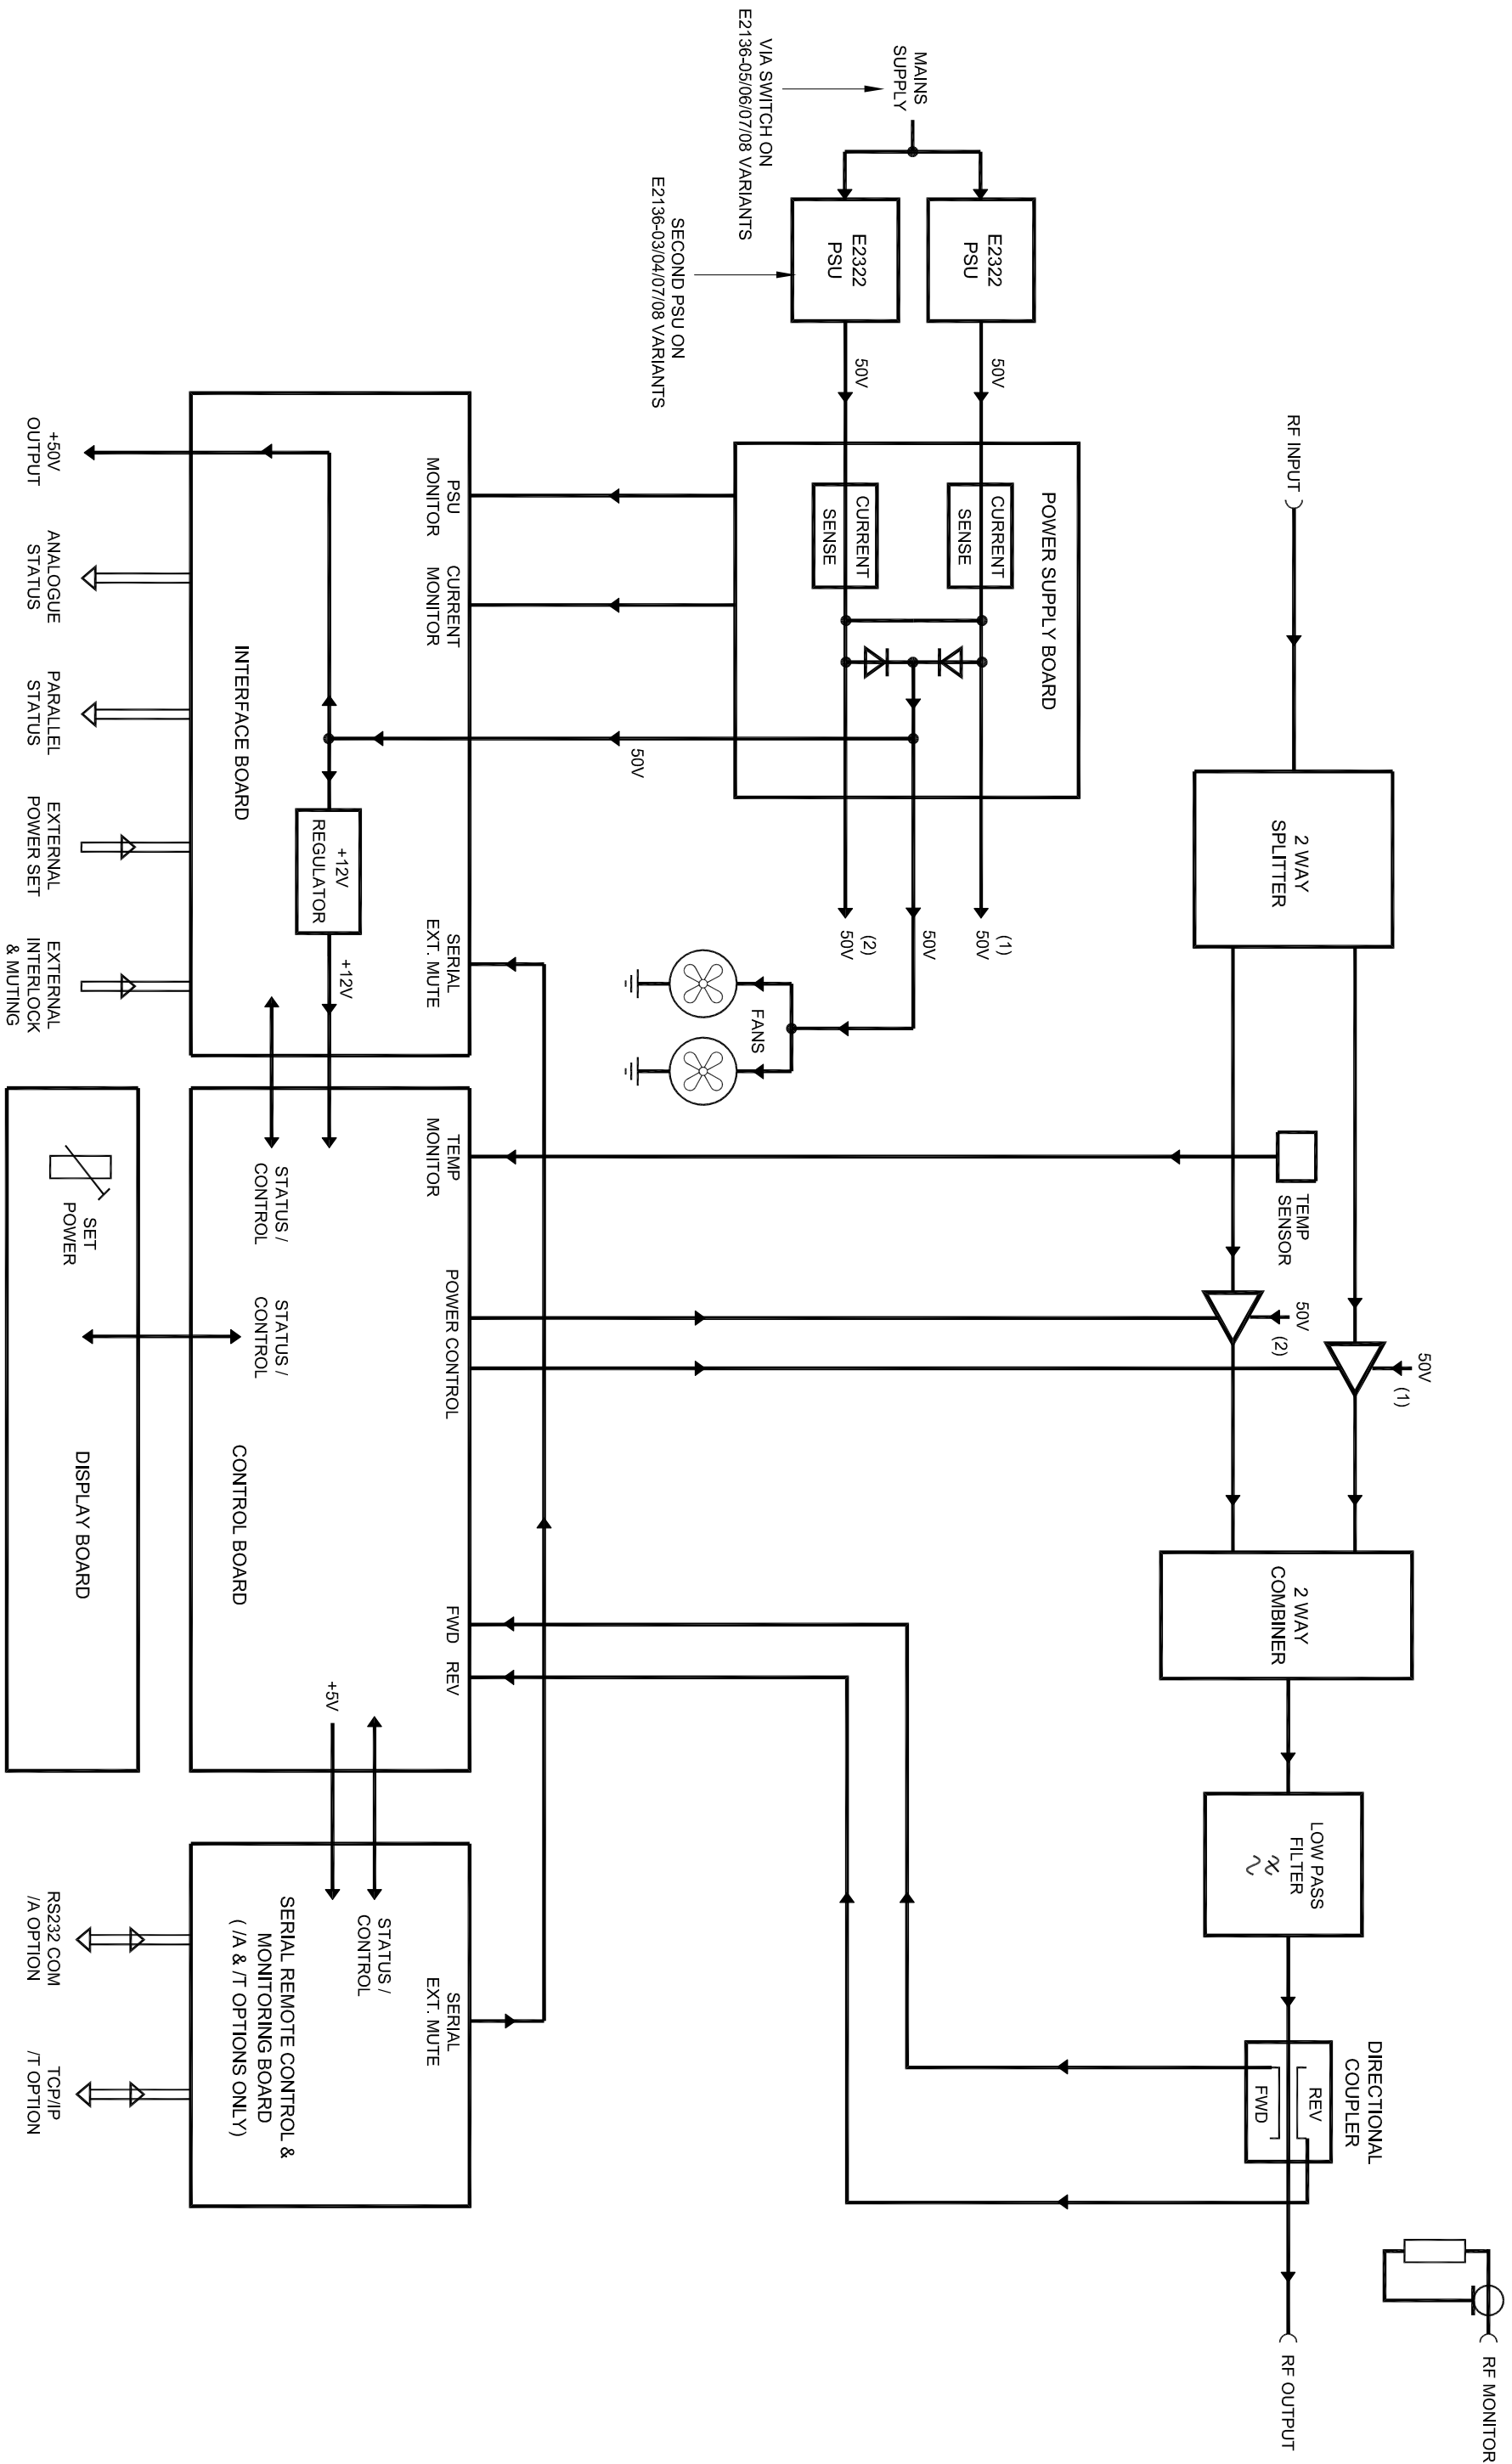 RF INPUT
2 WAY
SPLITTER
TEMP
SENSOR
50V
(1)
50V
(2)
2 WAY
COMBINER
LOW PASS
FILTER
DIRECTIONAL
COUPLER
REV
FWD
RF MONITOR
RF OUTPUT
MAINS
SUPPLY
VIA SWITCH ON
E2136-05/06/07/08 VARIANTS
E2322
PSU
E2322
PSU
SECOND PSU ON
E2136-03/04/07/08 VARIANTS
50V
50V
POWER SUPPLY BOARD
CURRENT
SENSE
CURRENT
SENSE
(1)
50V
50V
(2)
50V
FANS
50V
PSU
MONITOR
CURRENT
MONITOR
SERIAL
EXT. MUTE
+12V
REGULATOR
+12V
INTERFACE BOARD
+50V
OUTPUT
ANALOGUE
STATUS
PARALLEL
STATUS
EXTERNAL
POWER SET
EXTERNAL
INTERLOCK
& MUTING
TEMP
MONITOR
POWER CONTROL
FWD
REV
STATUS /
CONTROL
STATUS /
CONTROL
CONTROL BOARD
+5V
SET
POWER
DISPLAY BOARD
SERIAL
EXT. MUTE
STATUS /
CONTROL
SERIAL REMOTE CONTROL &
MONITORING BOARD
( /A & /T OPTIONS ONLY)
RS232 COM
/A OPTION
TCP/IP
/T OPTION